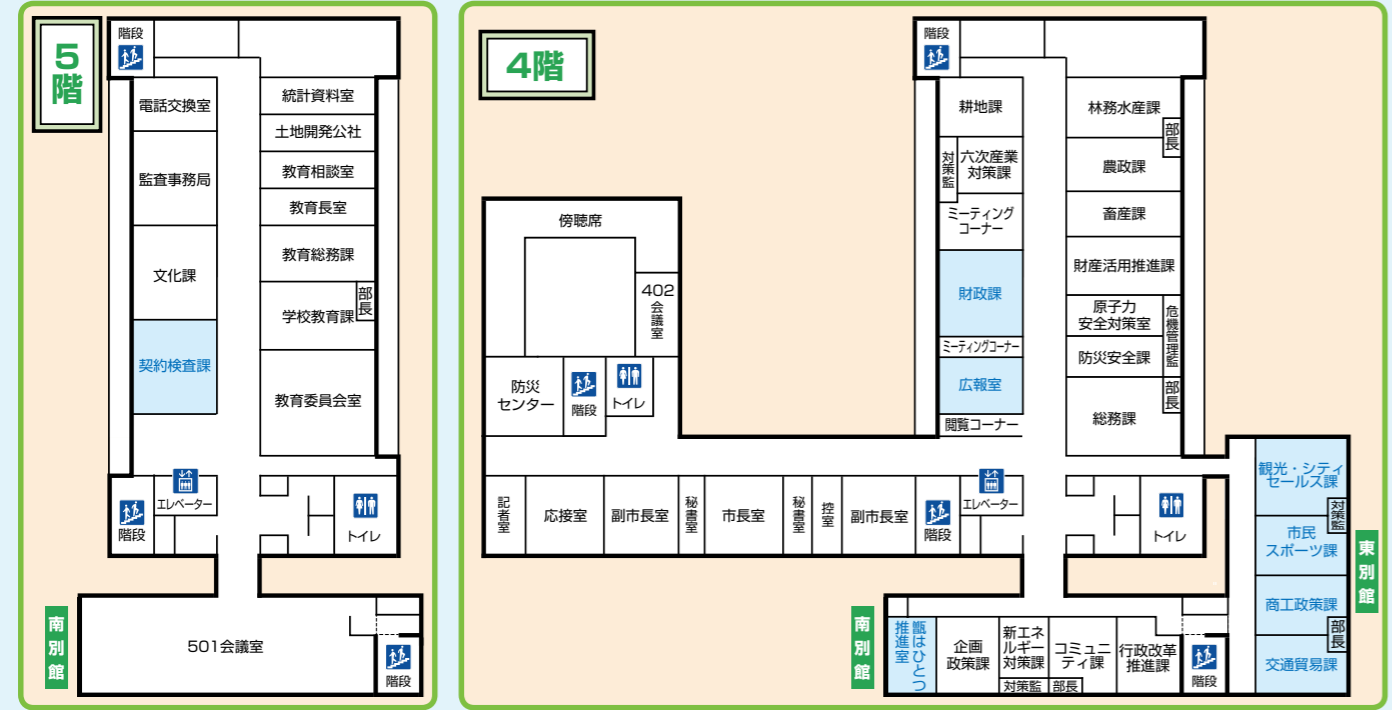 5
階
階段
電話交換室
監査事務局
文化課
契約検査課
統計資料室
土地開発公社
教育相談室
教育長室
教育総務課
部長
学校教育課
教育委員会室
エレベーター
階段
トイレ
南別館
501会議室
階段
4階
階段
耕地課
対策監
六次産業
対策課
ミーティング
コーナー
財政課
ミーティングコーナー
広報室
閲覧コーナー
林務水産課
部長
農政課
畜産課
財産活用推進課
原子力
安全対策室
危機管理監
防災安全課
部長
総務課
傍聴席
402
会議室
防災
センター
階段
トイレ
記者室
応接室
副市長室
秘書室
市長室
秘書室
控室
副市長室
階段
エレベーター
トイレ
観光・シティ
セールス課
対策監
市民
スポーツ課
商工政策課
部長
交通貿易課
東別館
南別館
甑はひとつ
推進室
企画
政策課
新エネ
ルギー
対策課
対策監
コミュニ
ティ課
部長
行政改革
推進課
階段